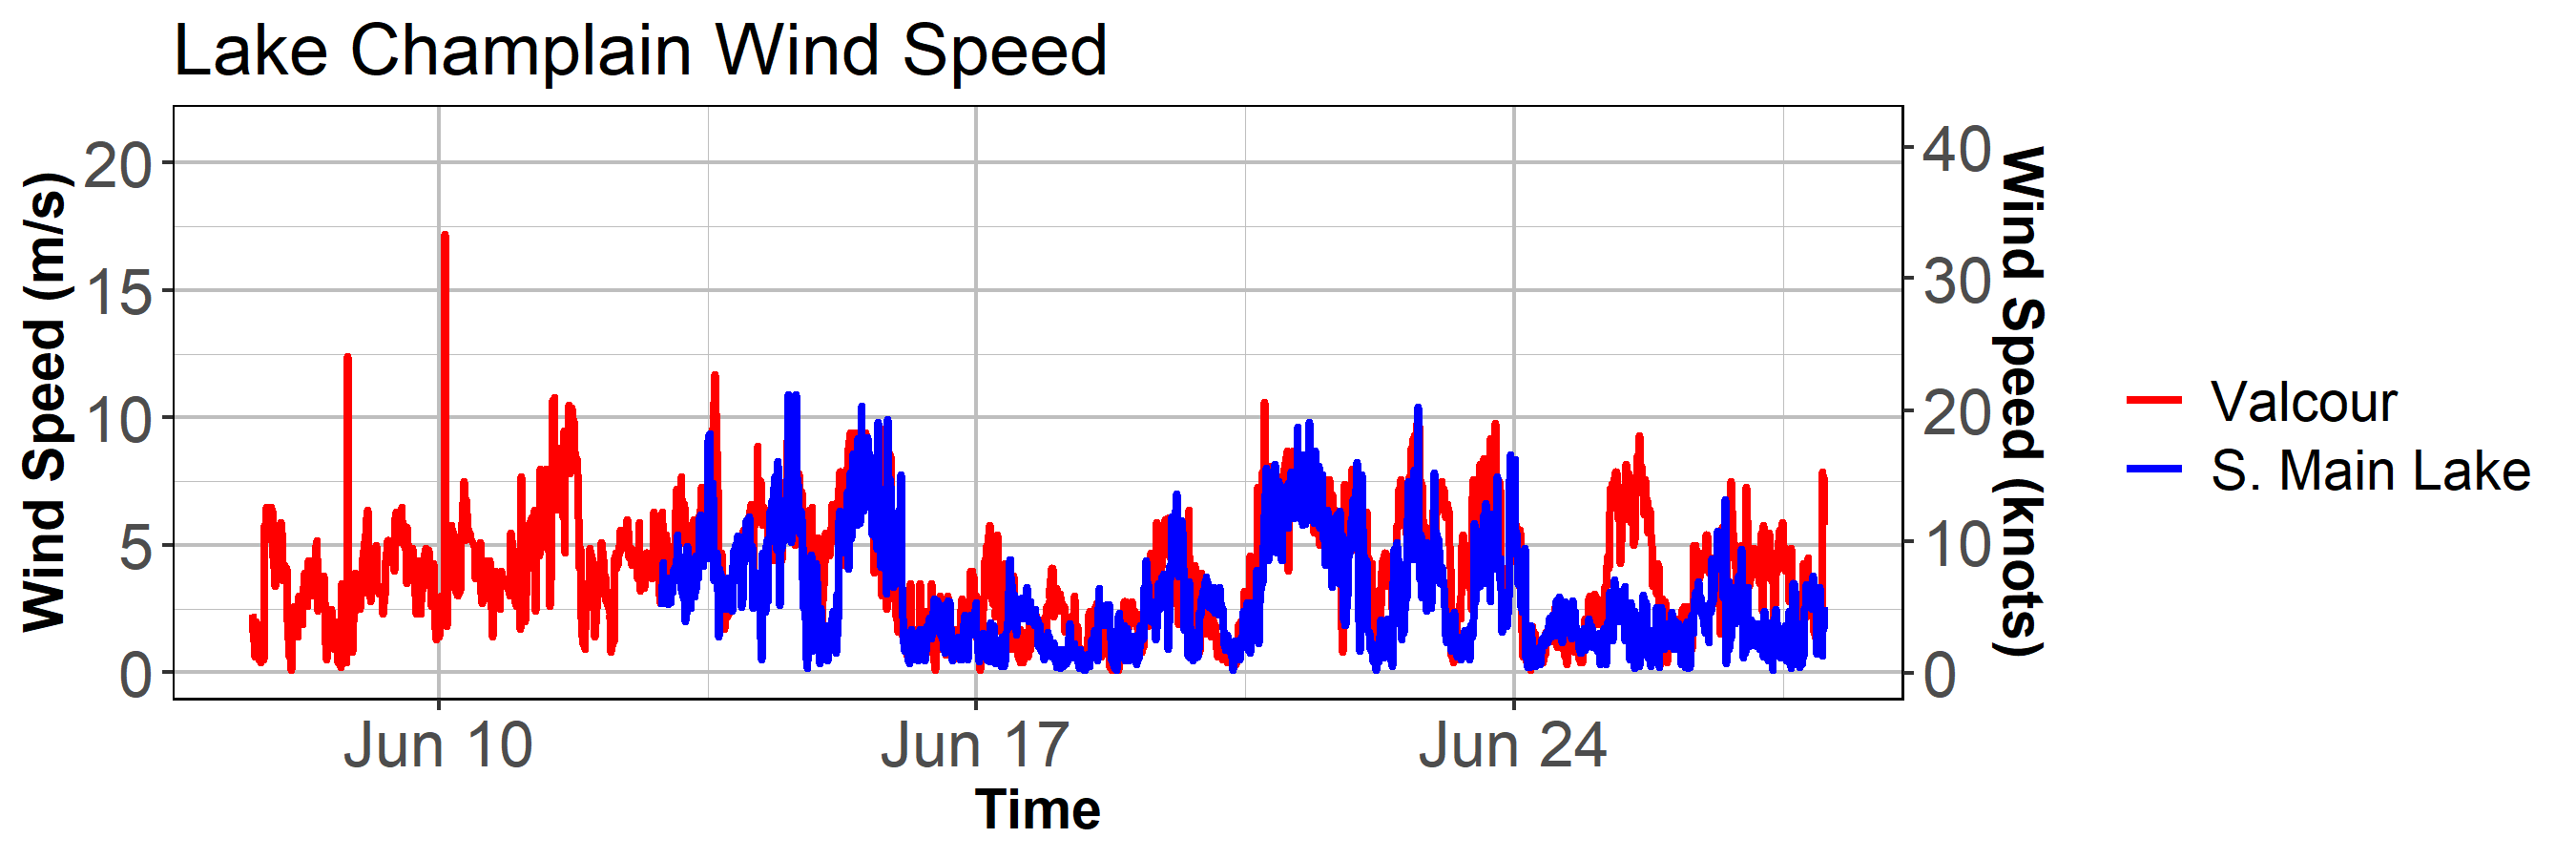 Lake Champlain Wind Speed
Wind Speed (m/s)
20
15
10
5
0
40
30
20
10
0
Wind Speed (knots)
Valcour
S. Main Lake
Jun 10 Jun 17 Jun 24
Time